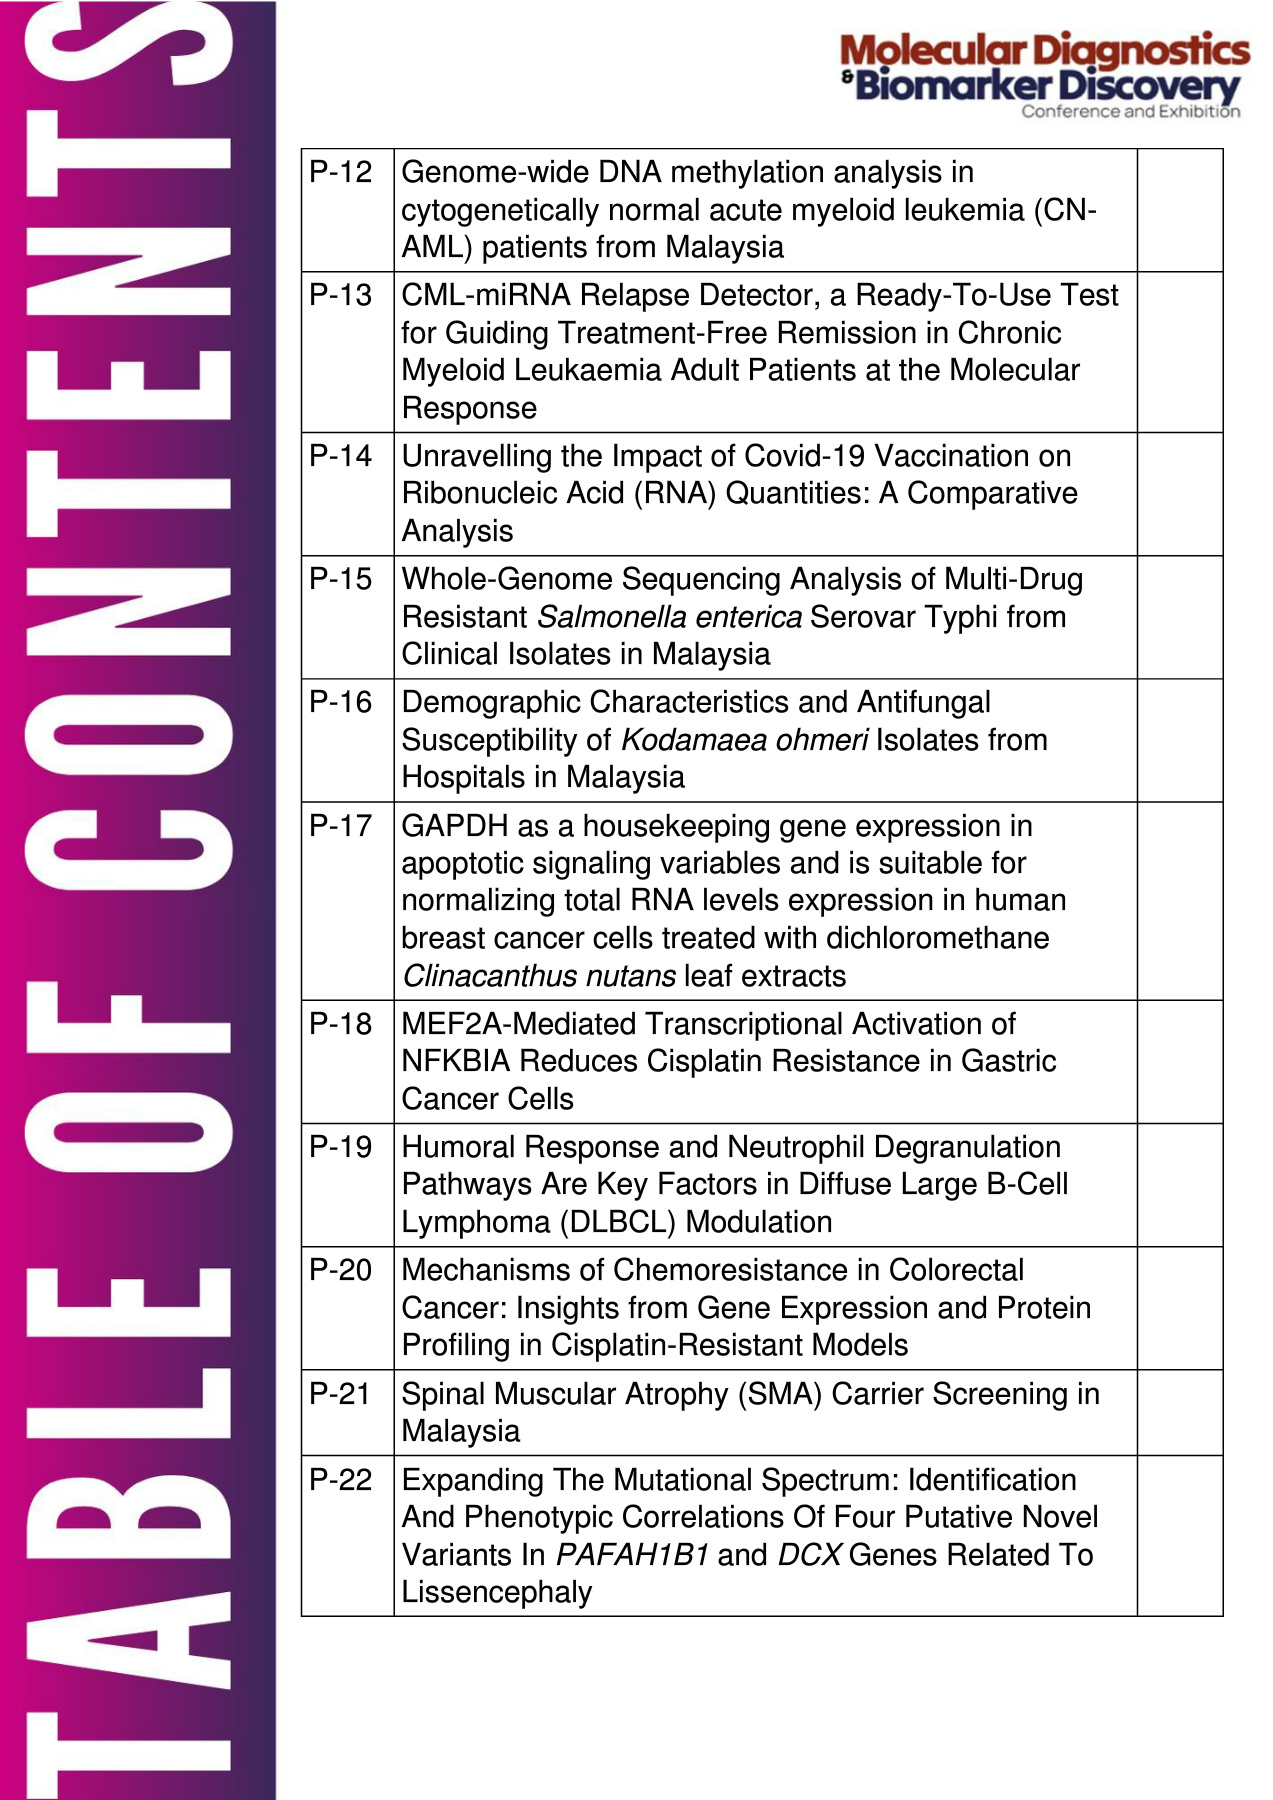 TABLE OF CONTENTS
Molecular Diagnostics
&Biomarker Discovery
Conference and Exhibition
P-12 Genome-wide DNA methylation analysis in
cytogenetically normal acute myeloid leukemia (CN-
AML) patients from Malaysia
P-13 CML-miRNA Relapse Detector, a Ready-To-Use Test
for Guiding Treatment-Free Remission in Chronic
Myeloid Leukaemia Adult Patients at the Molecular
Response
P-14 Unravelling the Impact of Covid-19 Vaccination on
Ribonucleic Acid (RNA) Quantities: A Comparative
Analysis
P-15 Whole-Genome Sequencing Analysis of Multi-Drug
Resistant Salmonella enterica Serovar Typhi from
Clinical Isolates in Malaysia
P-16 Demographic Characteristics and Antifungal
Susceptibility of Kodamaea ohmeri Isolates from
Hospitals in Malaysia
P-17 GAPDH as a housekeeping gene expression in
apoptotic signaling variables and is suitable for
normalizing total RNA levels expression in human
breast cancer cells treated with dichloromethane
Clinacanthus nutans leaf extracts
P-18 MEF2A-Mediated Transcriptional Activation of
NFKBIA Reduces Cisplatin Resistance in Gastric
Cancer Cells
P-19 Humoral Response and Neutrophil Degranulation
Pathways Are Key Factors in Diffuse Large B-Cell
Lymphoma (DLBCL) Modulation
P-20 Mechanisms of Chemoresistance in Colorectal
Cancer: Insights from Gene Expression and Protein
Profiling in Cisplatin-Resistant Models
P-21 Spinal Muscular Atrophy (SMA) Carrier Screening in
Malaysia
P-22 Expanding The Mutational Spectrum: Identification
And Phenotypic Correlations Of Four Putative Novel
Variants In PAFAH1B1 and DCX Genes Related To
Lissencephaly